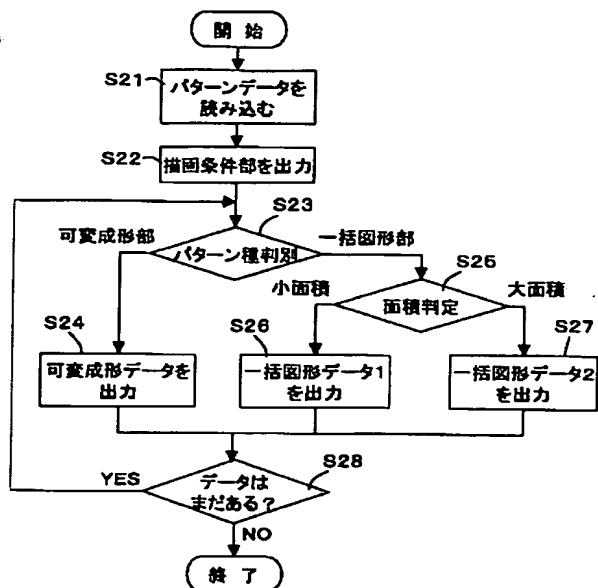 開 始
S21
パターンデータを
読み込む
S22
描画条件部を出力
S23
可変成形部
パターン種判別
一括図形部
S25
小面積
面積判定
大面積
S24
可変成形データを
出力
S26
一括図形データ1
を出力
S27
一括図形データ2
を出力
S28
YES
データは
まだある?
NO
終 了